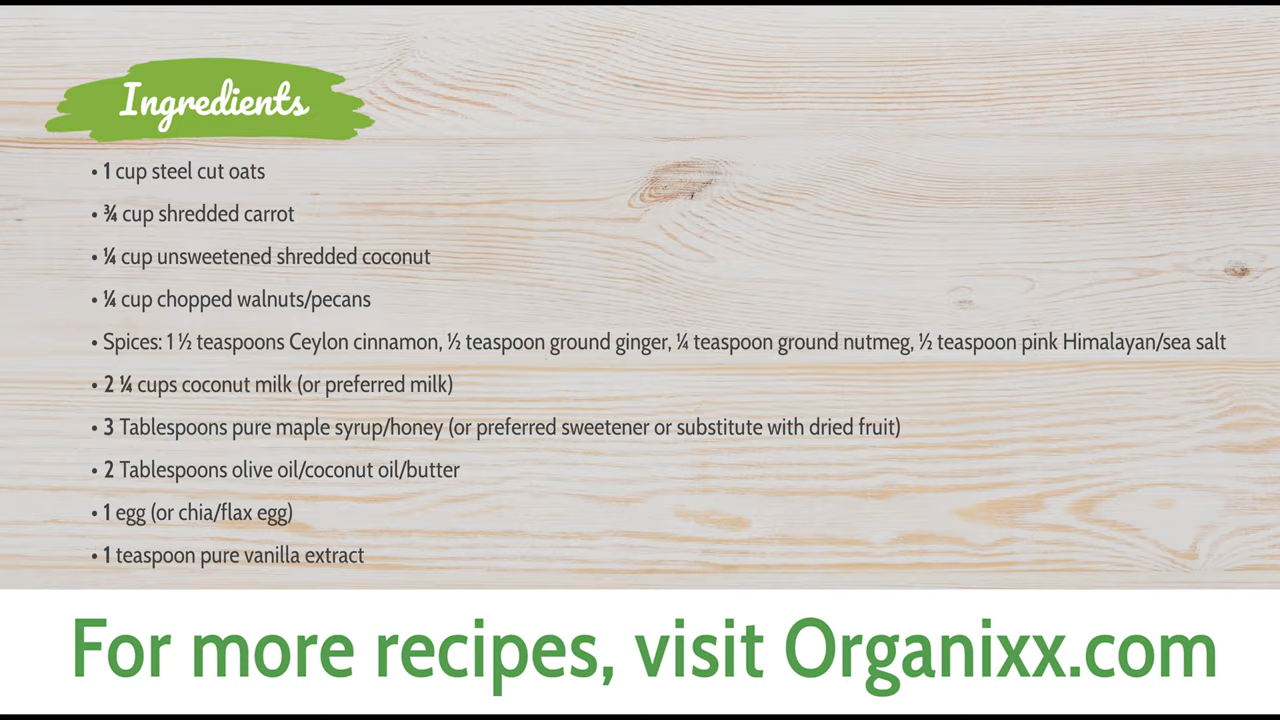 Ingredients
• 1 cup steel cut oats
• ¾ cup shredded carrot
• ¼ cup unsweetened shredded coconut
• ¼ cup chopped walnuts/pecans
• Spices: 1 ½ teaspoons Ceylon cinnamon, ½ teaspoon ground ginger, ¼ teaspoon ground nutmeg, ½ teaspoon pink Himalayan/sea salt
• 2 ¼ cups coconut milk (or preferred milk)
• 3 Tablespoons pure maple syrup/honey (or preferred sweetener or substitute with dried fruit)
• 2 Tablespoons olive oil/coconut oil/butter
• 1 egg (or chia/flax egg)
• 1 teaspoon pure vanilla extract
For more recipes, visit Organixx.com